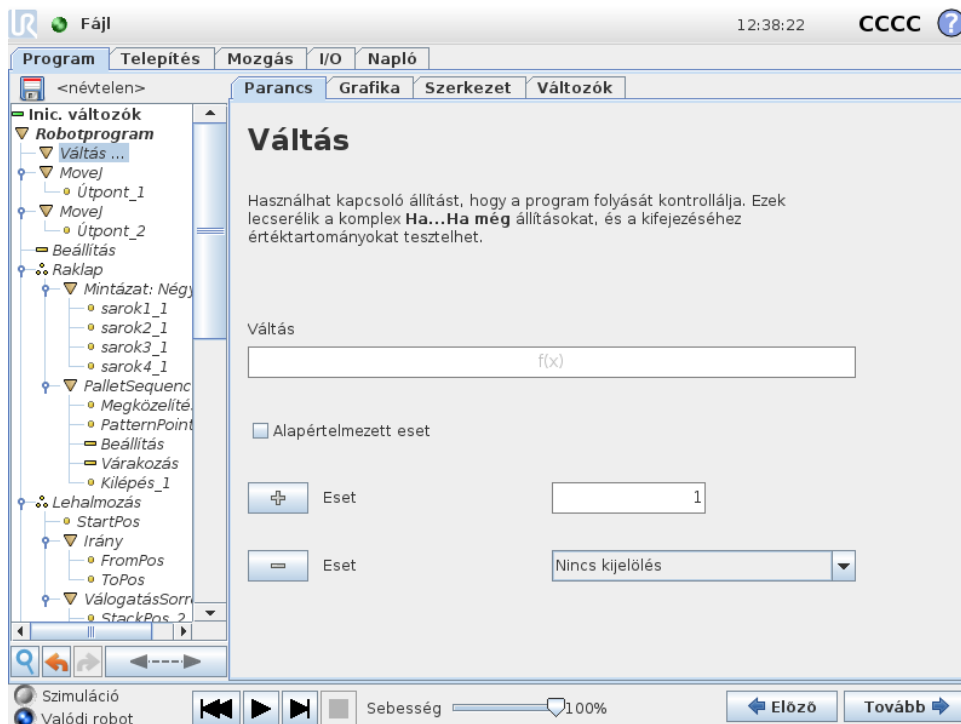 UR Fájl 12:38:22 CCCC ?
Program Telepítés Mozgás I/O Napló
<névtelen> Parancs Grafika Szerkezet Változók
Inic. változók
Robotprogram
Váltás ...
MoveJ
Útpont_1
MoveJ
Útpont_2
Beállítás
Raklap
Mintázat: Négy
sarok1_1
sarok2_1
sarok3_1
sarok4_1
PalletSequenc
Megközelíté
PatternPoint
Beállítás
Várakozás
Kilépés_1
Lehalmozás
StartPos
Irány
FromPos
ToPos
VálogatásSorr
StackPos_2
Váltás
Használhat kapcsoló állítást, hogy a program folyását kontrollálja. Ezek
lecserélik a komplex Ha...Ha még állításokat, és a kifejezéséhez
értéktartományokat tesztelhet.
Váltás
f(x)
Alapértelmezett eset
Eset 1
Eset Nincs kijelölés
Szimuláció
Valódi robot
Sebesség 100%
Előző Tovább